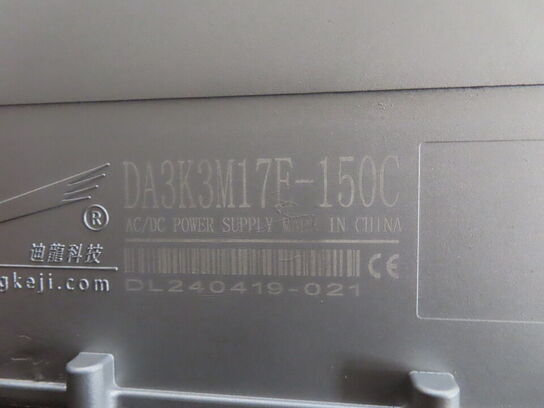 DA3K3M17F-150C
AC/DC POWER SUPPLY MADE IN CHINA
®
迪龍科技
gkeji.com
CE
DL240419-021